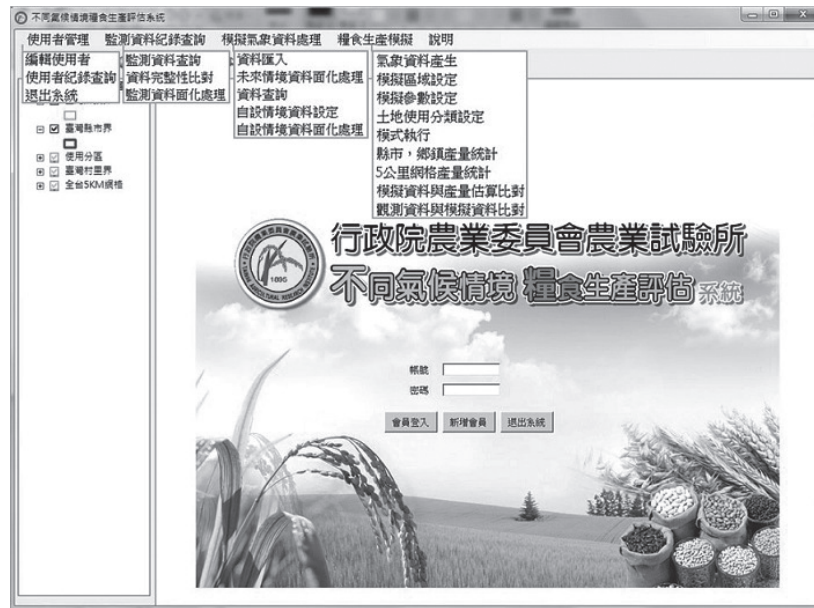 不同氣候情境糧食生產評估系統
使用者管理 監測資料紀錄查詢 模擬氣象資料處理 糧食生產模擬 說明
編輯使用者
使用者紀錄查詢
退出系統
監測資料查詢
資料完整性比對
監測資料面化處理
資料匯入
未來情境資料面化處理
資料查詢
自設情境資料設定
自設情境資料面化處理
氣象資料產生
模擬區域設定
模擬參數設定
土地使用分類設定
模式執行
縣市,鄉鎮產量統計
5公里網格產量統計
模擬資料與產量估算比對
觀測資料與模擬資料比對
臺灣縣市界
使用分區
臺灣村里界
全台5KM網格
行政院農業委員會農業試驗所
不同氣候情境 糧食生產評估 系統
1895
帳號
密碼
會員登入 新增會員 退出系統